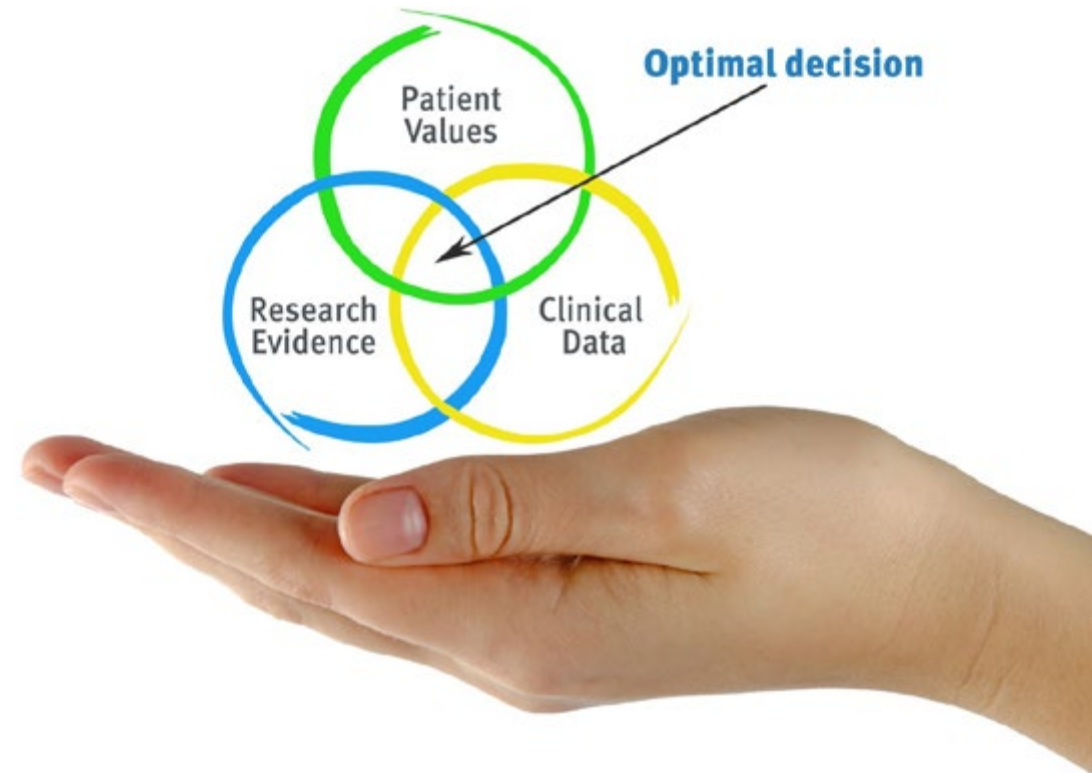 Optimal decision
Patient
Values
Research
Evidence
Clinical
Data